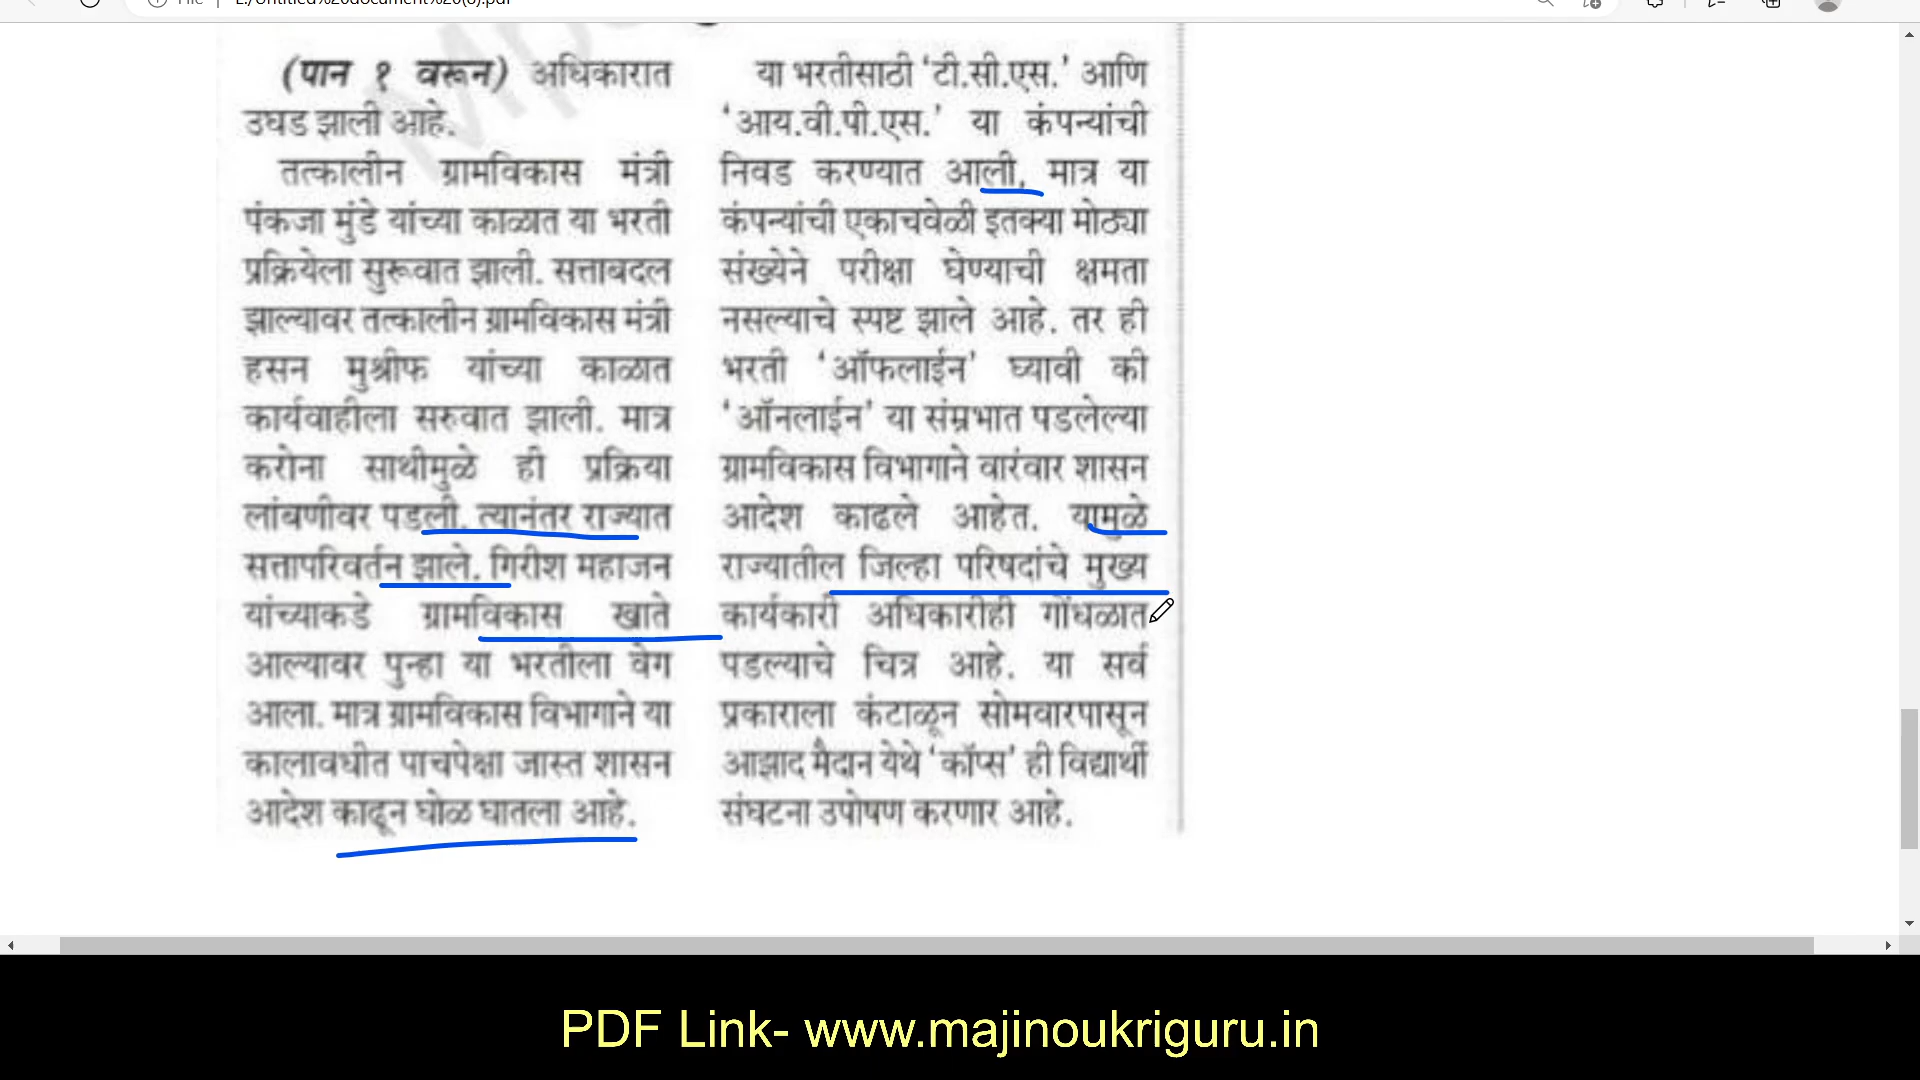 (पान १ वरून) अधिकारात
उघड झाली आहे.
तत्कालीन ग्रामविकास मंत्री
पंकजा मुंडे यांच्या काळात या भरती
प्रक्रियेला सुरूवात झाली. सत्ताबदल
झाल्यावर तत्कालीन ग्रामविकास मंत्री
हसन मुश्रीफ यांच्या काळात
कार्यवाहीला सरुवात झाली. मात्र
करोना साथीमुळे ही प्रक्रिया
लांबणीवर पडली. त्यानंतर राज्यात
सत्तापरिवर्तन झाले. गिरीश महाजन
यांच्याकडे ग्रामविकास खाते
आल्यावर पुन्हा या भरतीला वेग
आला. मात्र ग्रामविकास विभागाने या
कालावधीत पाचपेक्षा जास्त शासन
आदेश काढून घोळ घातला आहे.
या भरतीसाठी ‘टी.सी.एस.’ आणि
‘आय.वी.पी.एस.’ या कंपन्यांची
निवड करण्यात आली, मात्र या
कंपन्यांची एकाचवेळी इतक्या मोठ्या
संख्येने परीक्षा घेण्याची क्षमता
नसल्याचे स्पष्ट झाले आहे. तर ही
भरती ‘ऑफलाईन’ घ्यावी की
‘ऑनलाईन’ या संम्रभात पडलेल्या
ग्रामविकास विभागाने वारंवार शासन
आदेश काढले आहेत. यामुळे
राज्यातील जिल्हा परिषदांचे मुख्य
कार्यकारी अधिकारीही गोंधळात
पडल्याचे चित्र आहे. या सर्व
प्रकाराला कंटाळून सोमवारपासून
आझाद मैदान येथे ‘कॉप्स’ ही विद्यार्थी
संघटना उपोषण करणार आहे.
PDF Link- www.majinoukriguru.in